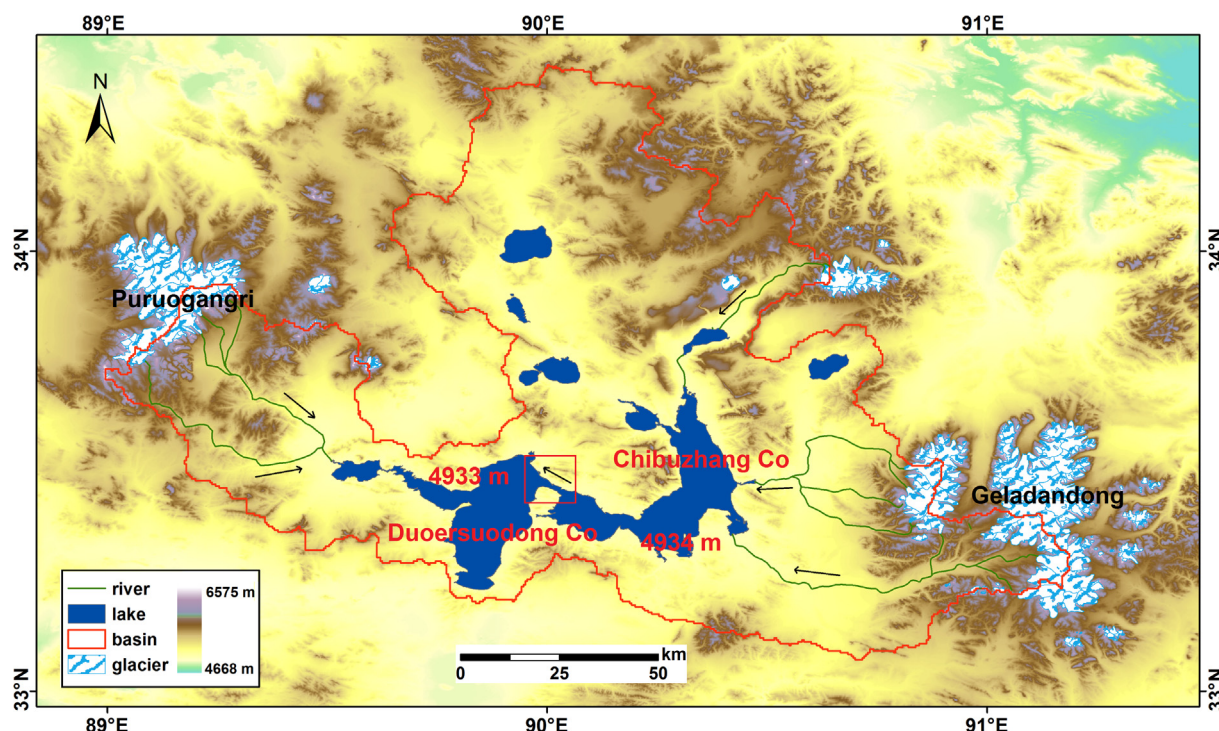 89°E
90°E
91°E
N
34°N
34°N
Puruogangri
Chibuzhang Co
4933 m
Geladandong
Duoersuodong Co
4934 m
river
lake
basin
glacier
6575 m
4668 m
km
0
25
50
33°N
33°N
89°E
90°E
91°E